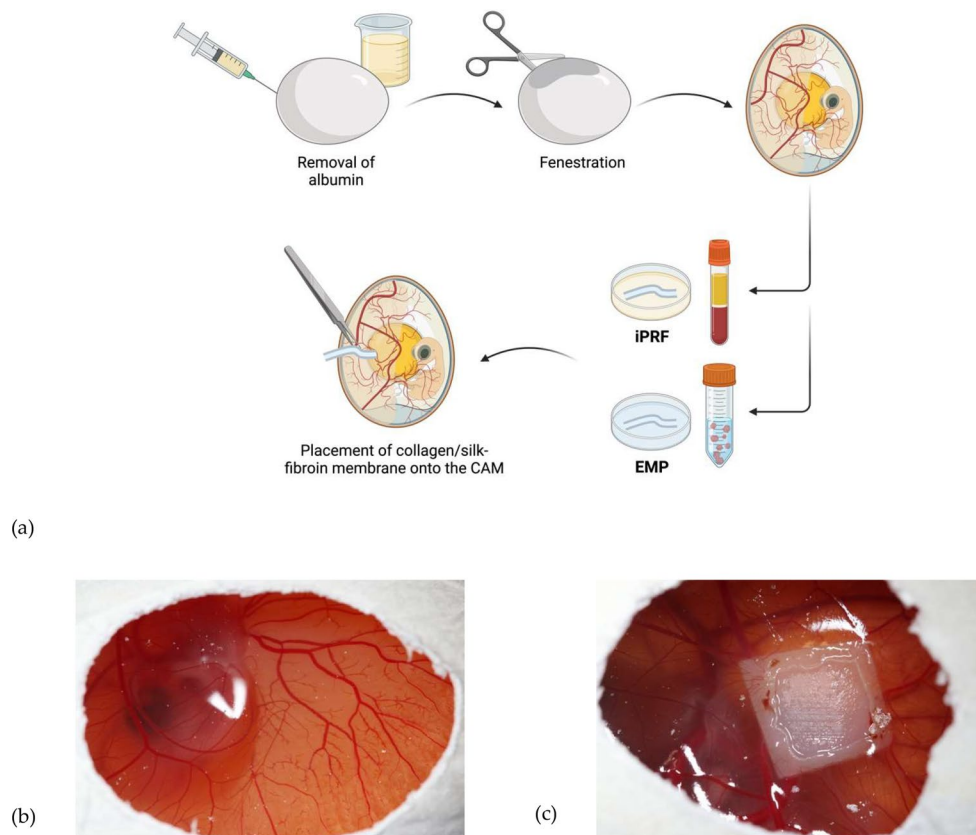 Removal of
albumin
Fenestration
iPRF
EMP
Placement of collagen/silk-
fibroin membrane onto the CAM
(a)
(b)
(c)